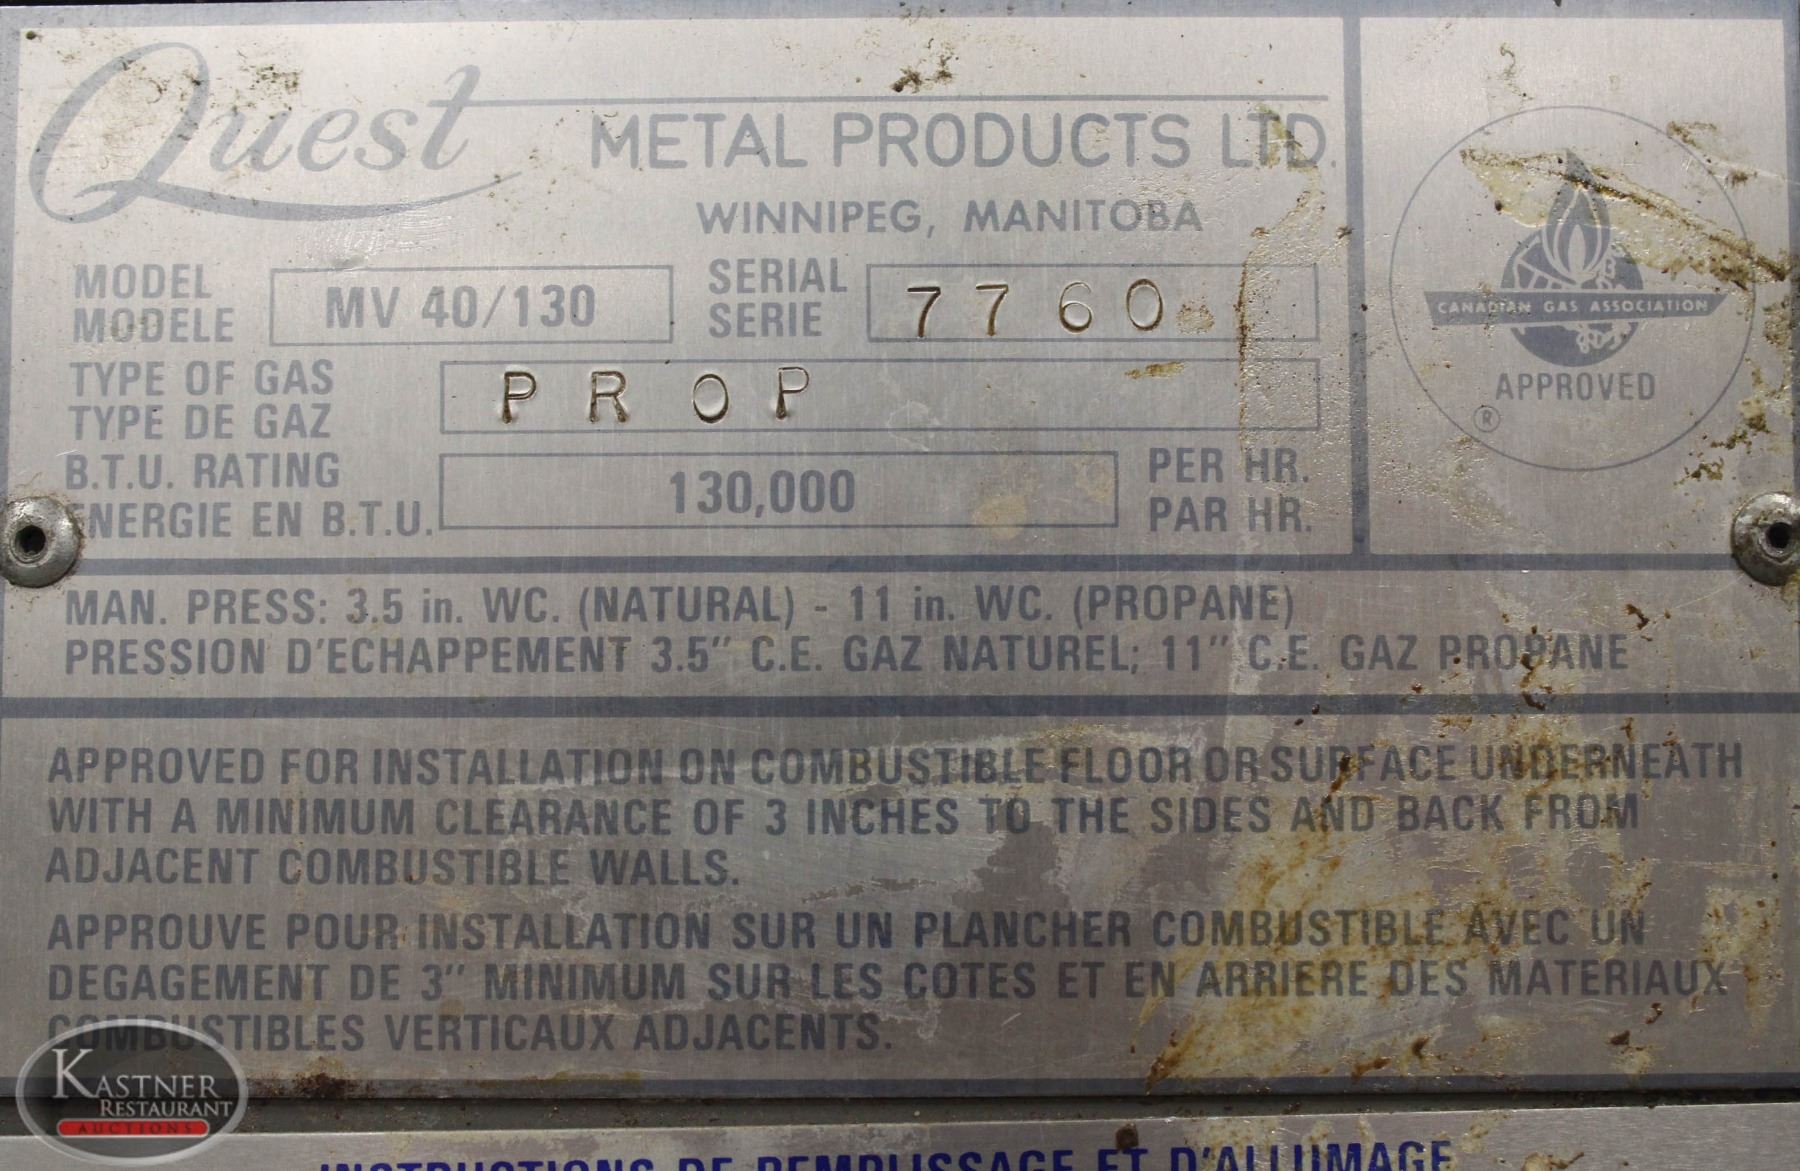 Quest METAL PRODUCTS LTD.
WINNIPEG, MANITOBA
MODEL
MODELE
MV 40/130
SERIAL
SERIE
7760
TYPE OF GAS
TYPE DE GAZ
PROP
B.T.U. RATING
ENERGIE EN B.T.U.
130,000
PER HR.
PAR HR.
CANADIAN GAS ASSOCIATION
APPROVED
®
MAN. PRESS: 3.5 in. WC. (NATURAL) - 11 in. WC. (PROPANE)
PRESSION D'ECHAPPEMENT 3.5" C.E. GAZ NATUREL; 11" C.E. GAZ PROPANE
APPROVED FOR INSTALLATION ON COMBUSTIBLE FLOOR OR SURFACE UNDERNEATH
WITH A MINIMUM CLEARANCE OF 3 INCHES TO THE SIDES AND BACK FROM
ADJACENT COMBUSTIBLE WALLS.
APPROUVE POUR INSTALLATION SUR UN PLANCHER COMBUSTIBLE AVEC UN
DEGAGEMENT DE 3" MINIMUM SUR LES COTES ET EN ARRIERE DES MATERIAUX
COMBUSTIBLES VERTICAUX ADJACENTS.
KASTNER
RESTAURANT
AUCTIONS
INSTRUCTIONS DE REMPLISSAGE ET D'ALLUMAGE